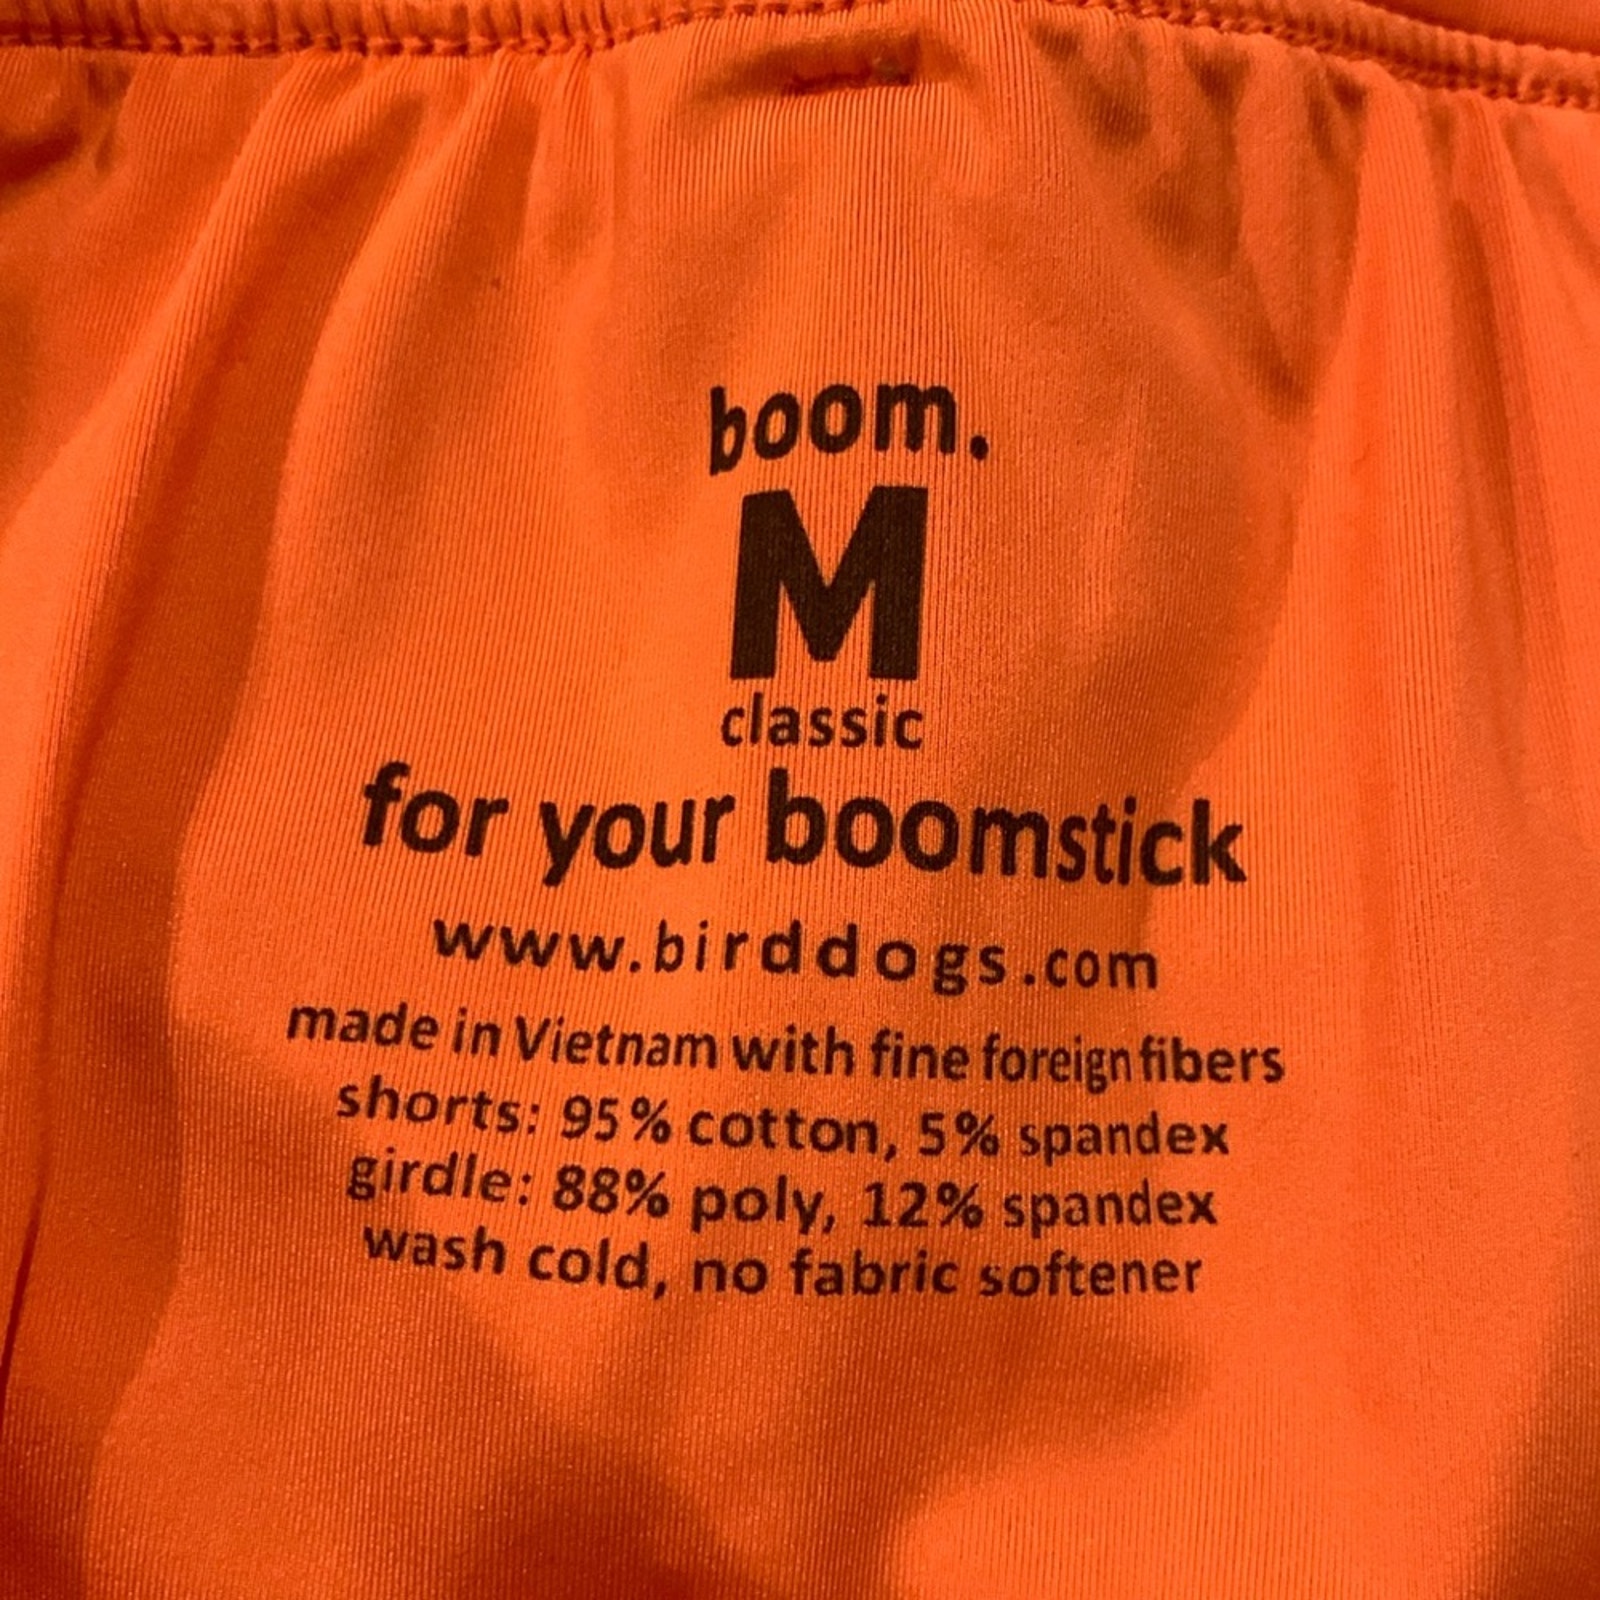 boom.
M
classic
for your boomstick
www.birddogs.com
made in Vietnam with fine foreign fibers
shorts: 95% cotton, 5% spandex
girdle: 88% poly, 12% spandex
wash cold, no fabric softener